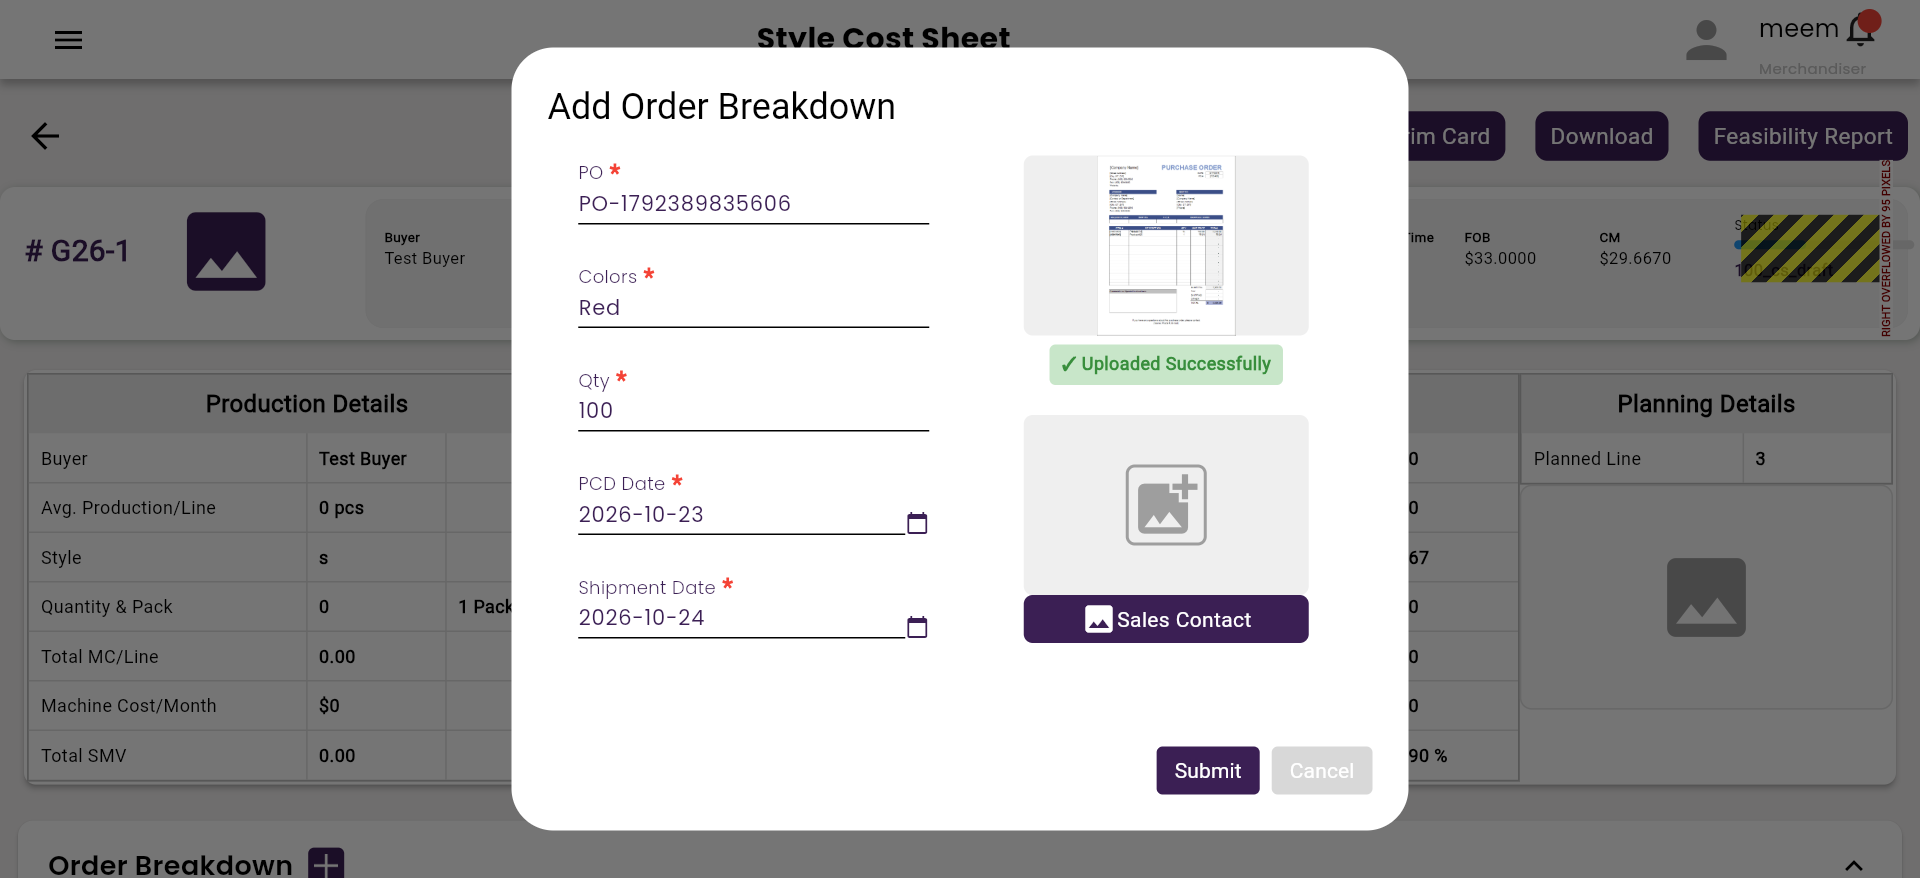 Style Cost Sheet
meem
Merchandiser
rim Card
Download
Feasibility Report
# G26-1
Buyer
Test Buyer
Time
FOB
$33.0000
CM
$29.6670
Status
RIGHT OVERFLOWED BY 95 PIXELS
Add Order Breakdown
PO *
PO-1792389835606
Colors *
Red
Qty *
100
PCD Date *
2026-10-23
Shipment Date *
2026-10-24
PURCHASE ORDER
✓ Uploaded Successfully
Sales Contact
Submit
Cancel
Production Details
Buyer
Test Buyer
Avg. Production/Line
0 pcs
Style
s
Quantity & Pack
0
1 Pack
Total MC/Line
0.00
Machine Cost/Month
$0
Total SMV
0.00
0
0
67
0
0
0
90 %
Planning Details
Planned Line
3
Order Breakdown